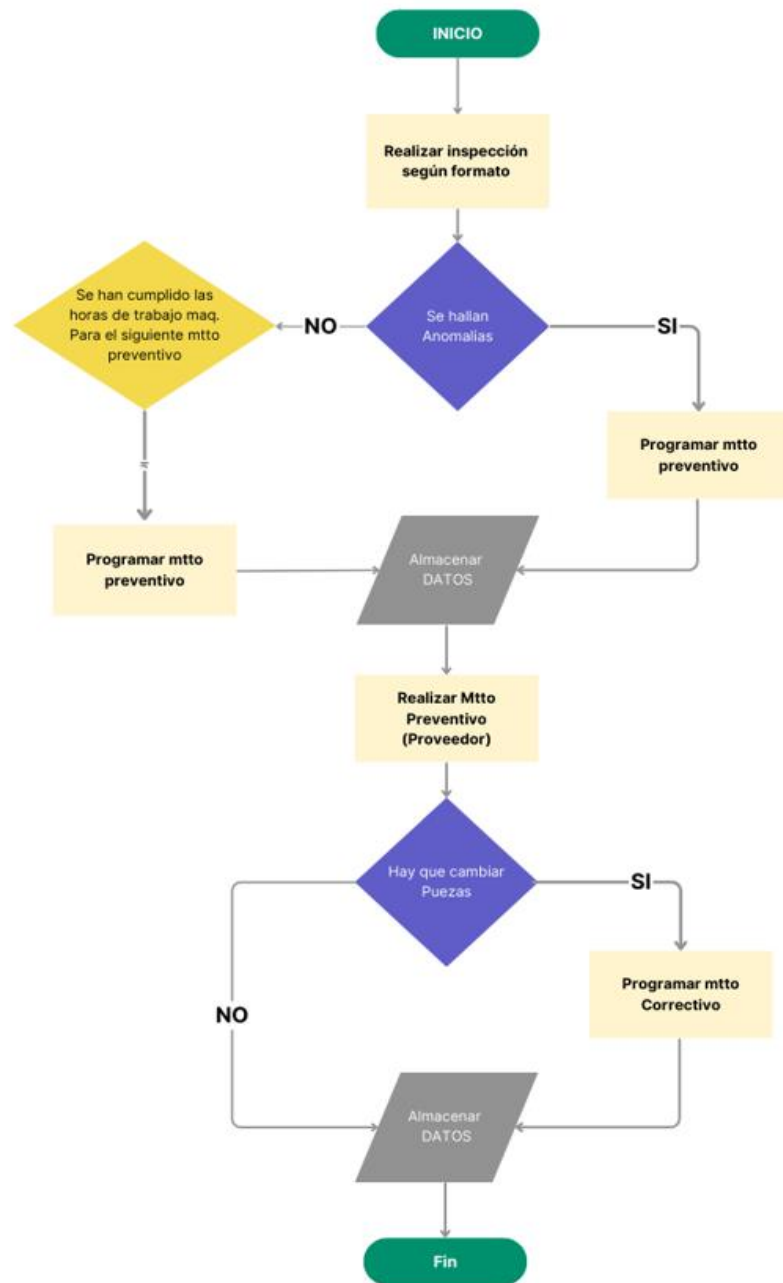 INICIO
Realizar inspección
según formato
Se hallan
Anomalias
NO
SI
Se han cumplido las
horas de trabajo maq.
Para el siguiente mtto
preventivo
Programar mtto
preventivo
Programar mtto
preventivo
Almacenar
DATOS
Realizar Mtto
Preventivo
(Proveedor)
Hay que cambiar
Puezas
SI
NO
Programar mtto
Correctivo
Almacenar
DATOS
Fin